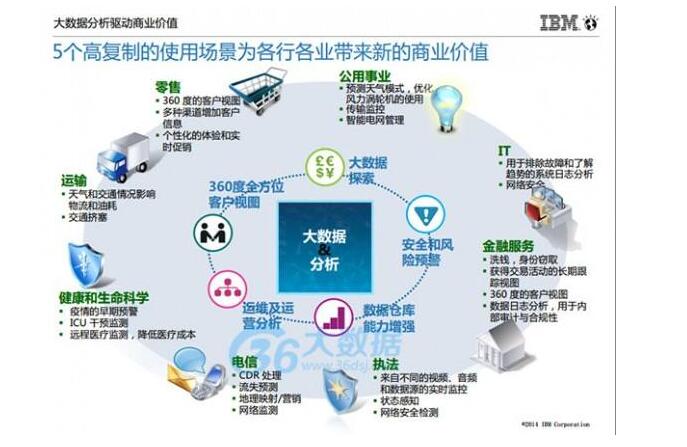 大数据分析驱动商业价值
IBM
5个高复制的使用场景为各行各业带来新的商业价值
零售
• 360 度的客户视图
• 多种渠道增加客户
信息
• 个性化的体验和实
时促销
公用事业
• 预测天气模式，优化
风力涡轮机的使用
• 传输监控
• 智能电网管理
IT
• 用于排除故障和了解
趋势的系统日志分析
• 网络安全
运输
• 天气和交通情况影响
物流和油耗
• 交通挤塞
£€
$¥
大数据
探索
360度全方位
客户视图
大数据
&
分析
安全和风
险预警
金融服务
• 洗钱，身份窃取
• 获得交易活动的长期跟
踪视图
• 360 度的客户视图
• 数据日志分析，用于内
部审计与合规性
健康和生命科学
• 疫情的早期预警
• ICU 干预监测
• 远程医疗监测，降低医疗成本
运维及运
营分析
数据仓库
能力增强
36大数据
电信
• CDR 处理
• 流失预测
• 地理映射/营销
• 网络监测
执法
• 来自不同的视频、音频
和数据源的实时监控
• 状态感知
• 网络安全检测
©2014 IBM Corporation